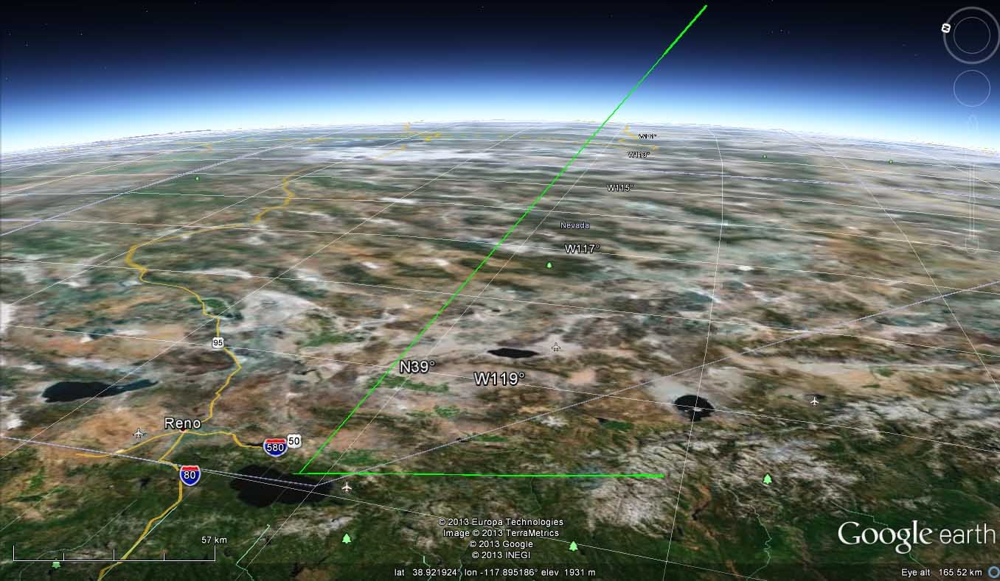 N
W111°
W113°
W115°
Nevada
W117°
95
N39°
W119°
Reno
580
50
80
© 2013 Europa Technologies
Image © 2013 TerraMetrics
© 2013 Google
© 2013 INEGI
Google earth
57 km
lat 38.921924° lon -117.895186° elev 1931 m
Eye alt 165.52 km